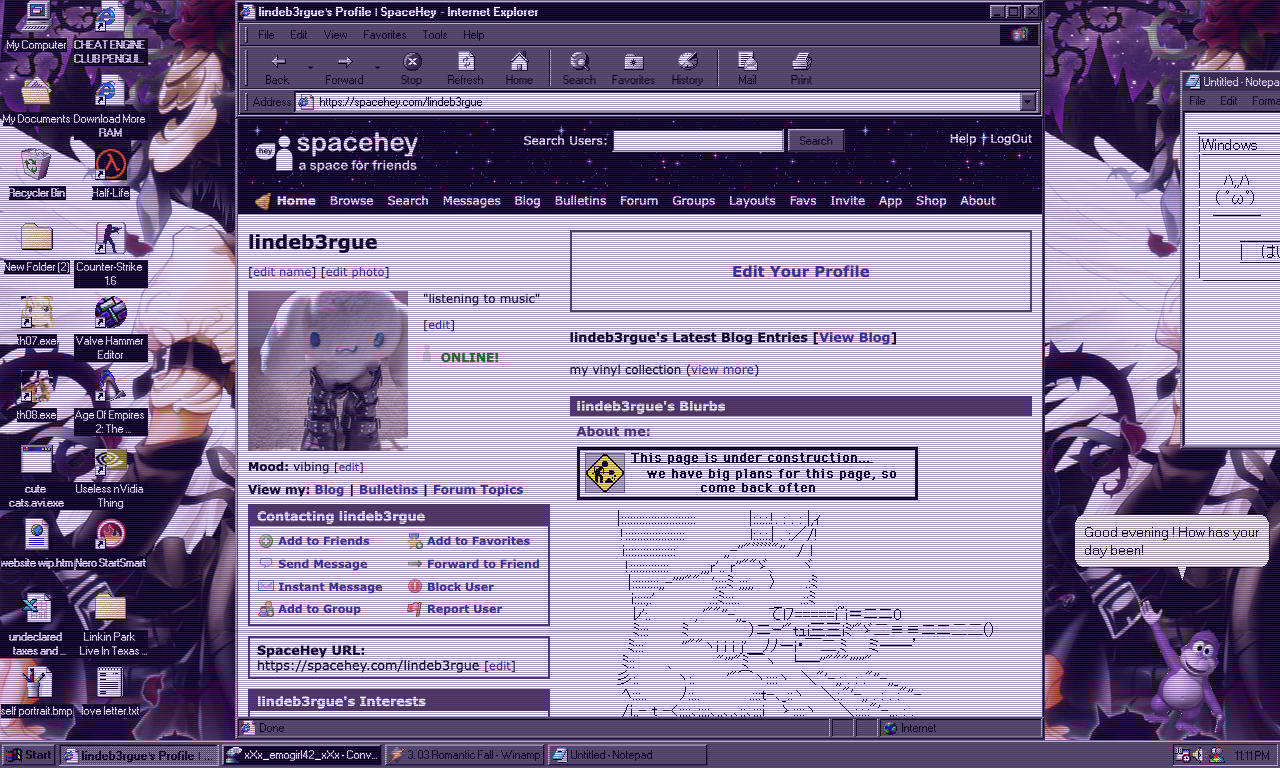 My Computer
CHEAT ENGINE
CLUB PENGUI...
My Documents
Download More
RAM
Recycler Bin
Half-Life
New Folder (2)
Counter-Strike
1.6
th07.exe
Valve Hammer
Editor
th08.exe
Age Of Empires
2: The ...
cute
cats.avi.exe
Useless nVidia
Thing
website wip.htm
Nero StartSmart
undeclared
taxes and ...
Linkin Park
Live In Texas ...
self portrait.bmp
love letter.txt
lindeb3rgue's Profile | SpaceHey - Internet Explorer
File Edit View Favorites Tools Help
Back Forward Stop Refresh Home Search Favorites History Mail Print
Address https://spacehey.com/lindeb3rgue
hey spacehey
a space for friends
Search Users: Search
Help | LogOut
Home Browse Search Messages Blog Bulletins Forum Groups Layouts Favs Invite App Shop About
lindeb3rgue
[edit name] [edit photo]
"listening to music"
[edit]
ONLINE!
Mood: vibing [edit]
View my: Blog | Bulletins | Forum Topics
Contacting lindeb3rgue
Add to Friends Add to Favorites
Send Message Forward to Friend
Instant Message Block User
Add to Group Report User
SpaceHey URL:
https://spacehey.com/lindeb3rgue [edit]
lindeb3rgue's Interests
Edit Your Profile
lindeb3rgue's Latest Blog Entries [View Blog]
my vinyl collection (view more)
lindeb3rgue's Blurbs
About me:
This page is under construction...
we have big plans for this page, so
come back often
Done
Internet
Untitled - Notepa
File Edit Forma
Windows
(はい
Good evening ! How has your
day been!
Start
lindeb3rgue's Profile | ...
xXx_emogirl42_xXx - Conv...
3. 03 Romantic Fall - Winamp
Untitled - Notepad
11:11 PM